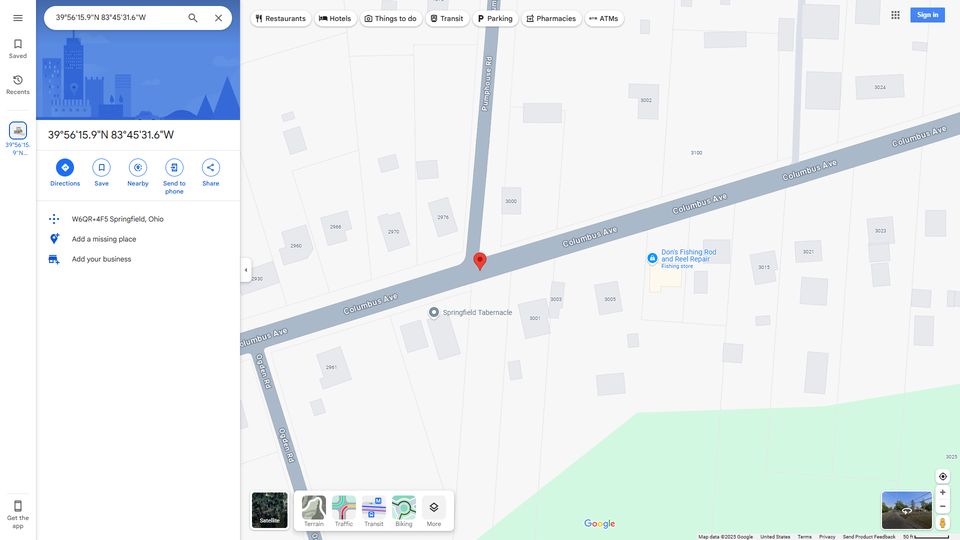 39°56'15.9"N 83°45'31.6"W
Restaurants
Hotels
Things to do
Transit
Parking
Pharmacies
ATMs
Sign in
Saved
Recents
39°56'15.
9"N...
39°56'15.9"N 83°45'31.6"W
Directions
Save
Nearby
Send to
phone
Share
W6QR+4F5 Springfield, Ohio
Add a missing place
Add your business
Get the
app
Pumphouse Rd
3002
3024
3100
Columbus Ave
Columbus Ave
Columbus Ave
Columbus Ave
3000
2976
2970
2966
2960
2930
3023
3021
3015
Don's Fishing Rod
and Reel Repair
Fishing store
3003
3005
3001
Springfield Tabernacle
Columbus Ave
olumbus Ave
Ogden Rd
2961
Ogden Rd
3025
Satellite
Terrain
Traffic
Transit
Biking
More
Google
Map data ©2025 Google
United States
Terms
Privacy
Send Product Feedback
50 ft